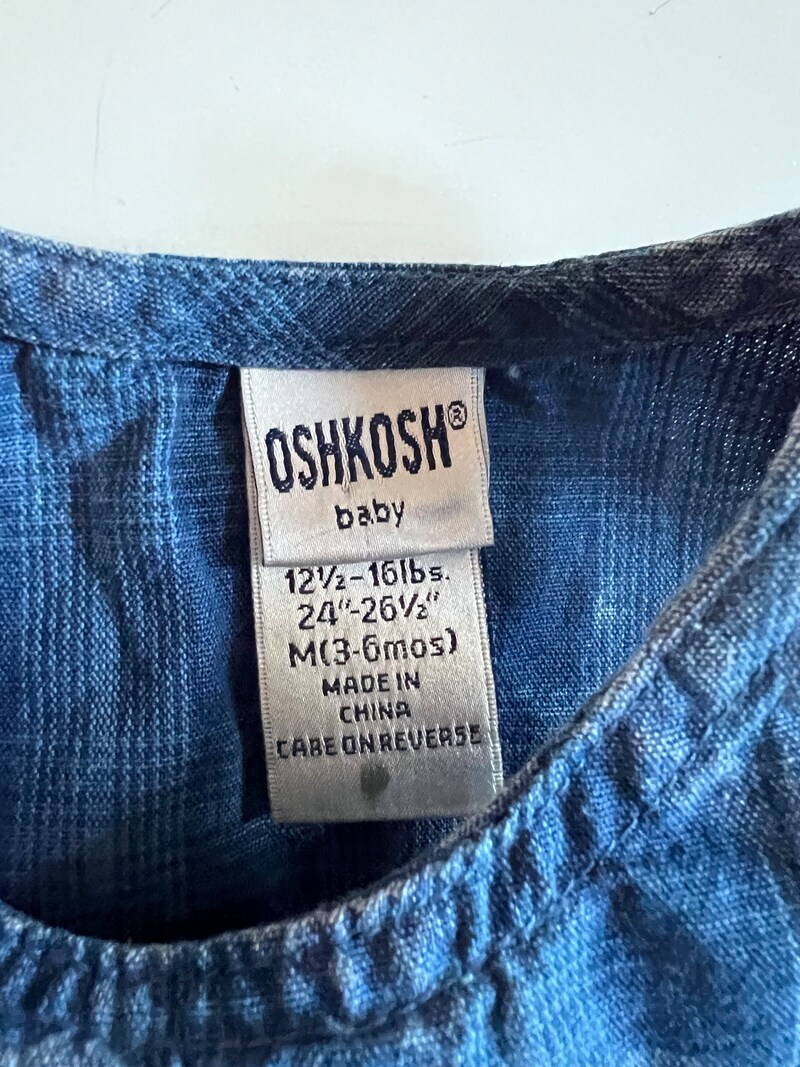 OSHKOSH®
baby
12½-16lbs.
24"-26½"
M(3-6mos)
MADE IN
CHINA
CARE ON REVERSE